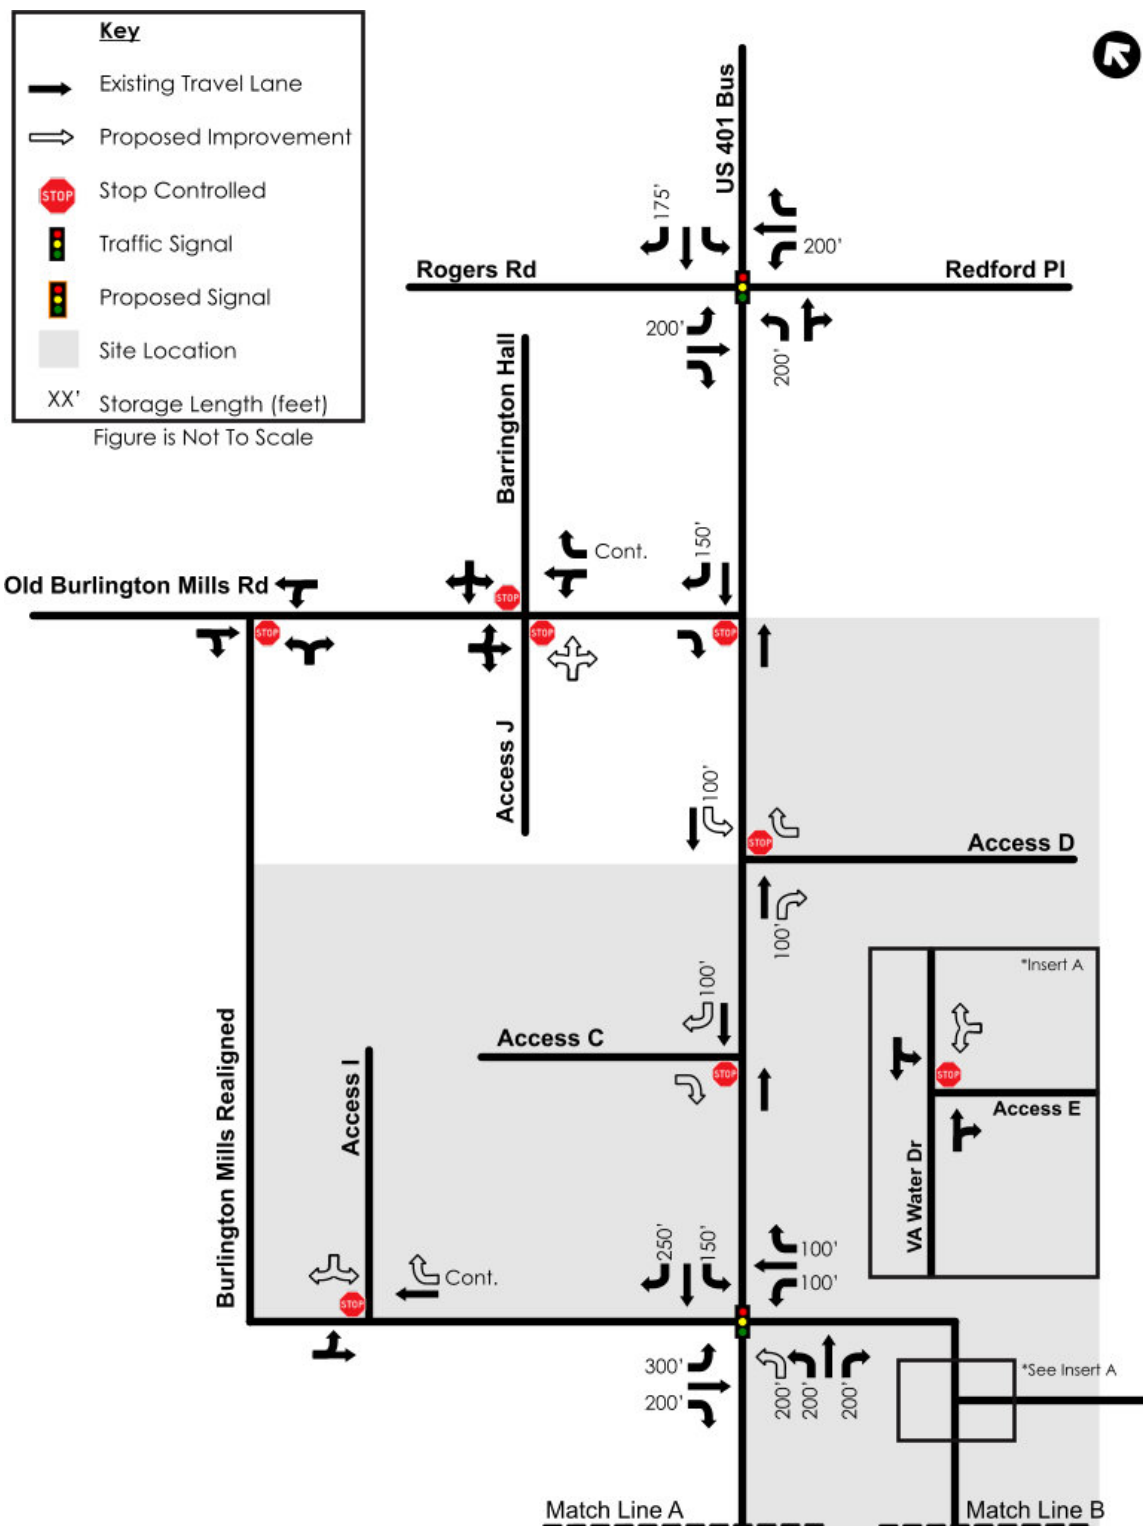 Key
Existing Travel Lane
Proposed Improvement
STOP Stop Controlled
Traffic Signal
Proposed Signal
Site Location
XX' Storage Length (feet)
Figure is Not To Scale
US 401 Bus
175'
200'
Rogers Rd
Redford Pl
200'
200'
Barrington Hall
Cont.
150'
Old Burlington Mills Rd
STOP
STOP
STOP
STOP
Access J
100'
STOP
Access D
100'
*Insert A
100'
Access C
STOP
STOP
Access E
VA Water Dr
Burlington Mills Realigned
Access I
250'
150'
100'
100'
Cont.
STOP
300'
200'
200'
200'
200'
*See Insert A
Match Line A
Match Line B